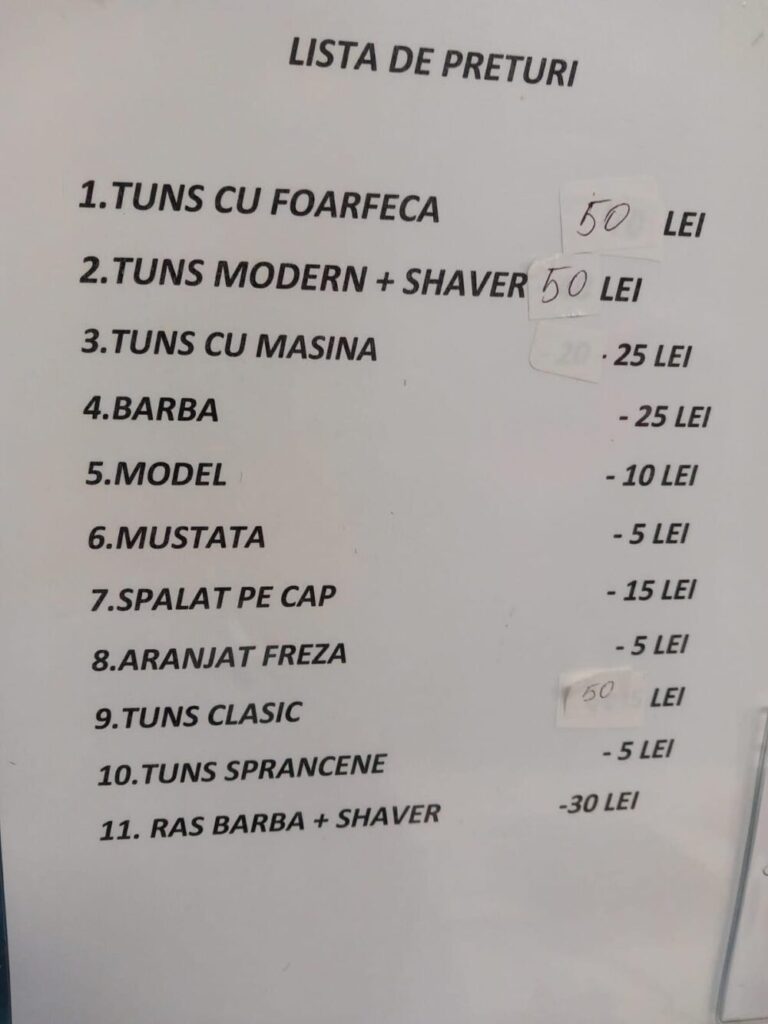 LISTA DE PRETURI
1.TUNS CU FOARFECA 50 LEI
2.TUNS MODERN + SHAVER 50 LEI
3.TUNS CU MASINA - 25 LEI
4.BARBA - 25 LEI
5.MODEL - 10 LEI
6.MUSTATA - 5 LEI
7.SPALAT PE CAP - 15 LEI
8.ARANJAT FREZA - 5 LEI
9.TUNS CLASIC 50 LEI
10.TUNS SPRANCENE - 5 LEI
11. RAS BARBA + SHAVER -30 LEI